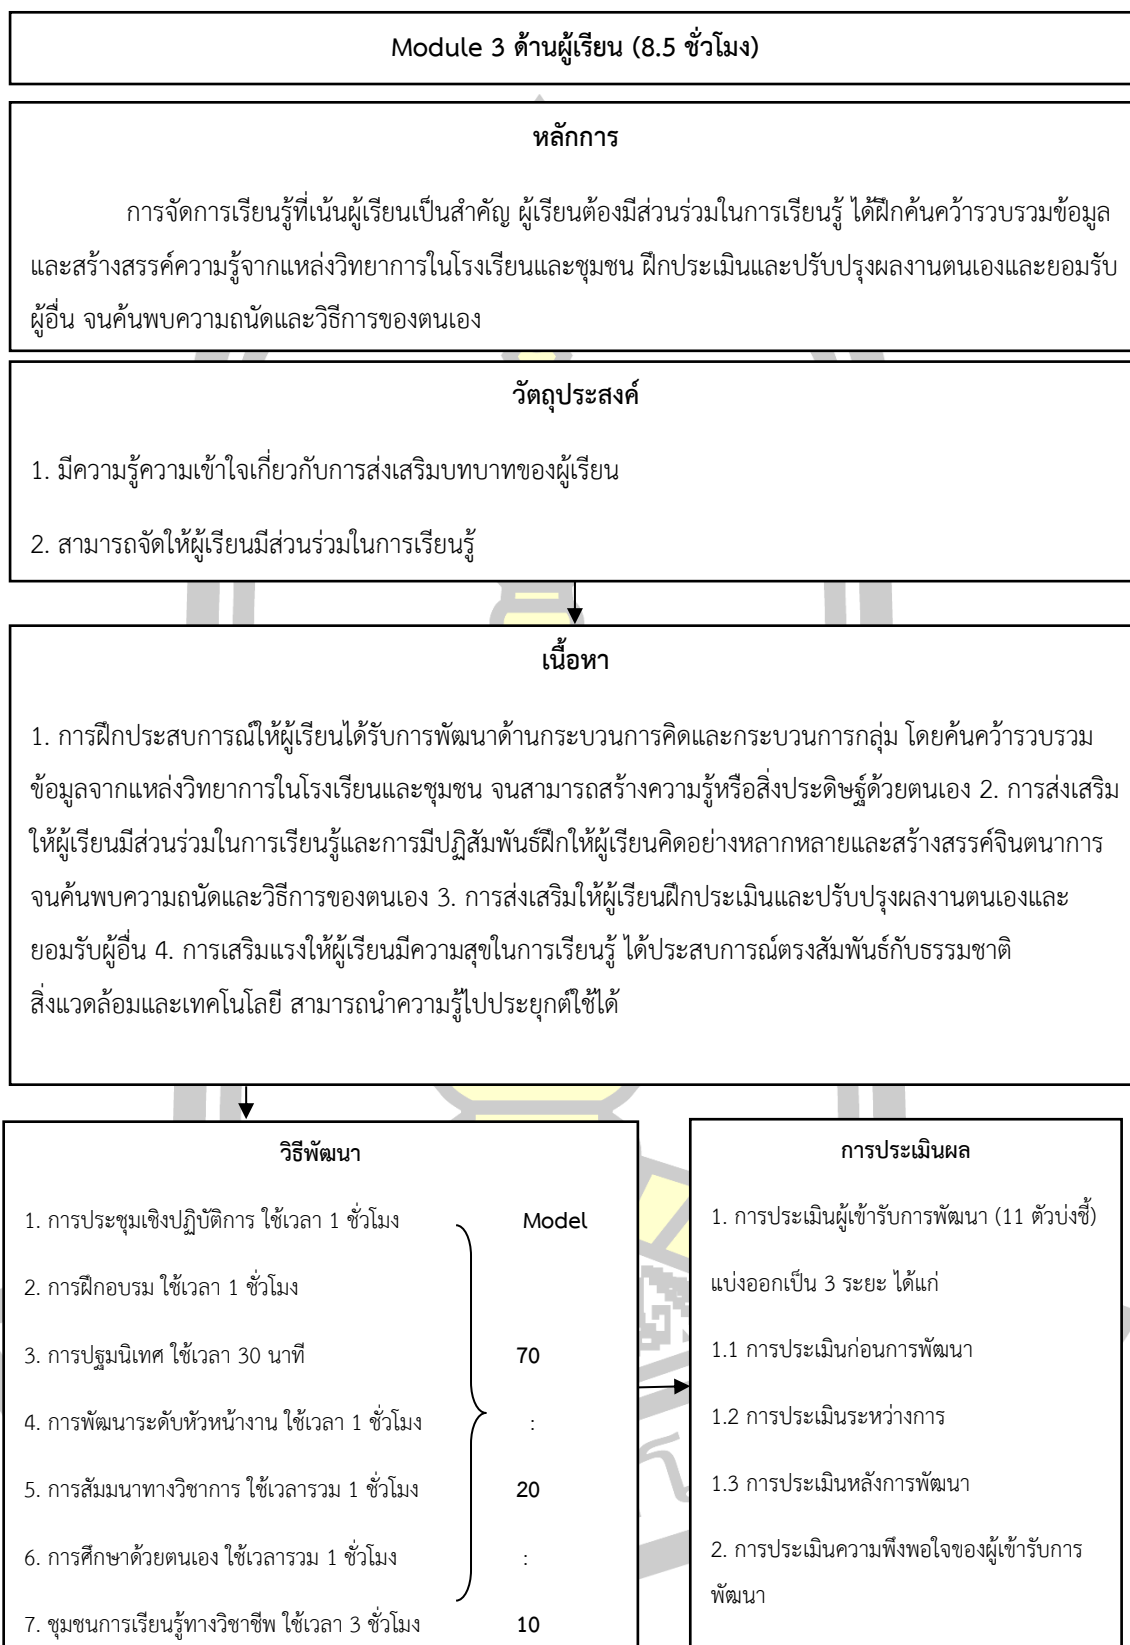 Module 3 ด้านผู้เรียน (8.5 ชั่วโมง)
หลักการ
การจัดการเรียนรู้ที่เน้นผู้เรียนเป็นสำคัญ ผู้เรียนต้องมีส่วนร่วมในการเรียนรู้ ได้ฝึกค้นคว้ารวบรวมข้อมูล
และสร้างสรรค์ความรู้จากแหล่งวิทยาการในโรงเรียนและชุมชน ฝึกประเมินและปรับปรุงผลงานตนเองและยอมรับ
ผู้อื่น จนค้นพบความถนัดและวิธีการของตนเอง
วัตถุประสงค์
1. มีความรู้ความเข้าใจเกี่ยวกับการส่งเสริมบทบาทของผู้เรียน
2. สามารถจัดให้ผู้เรียนมีส่วนร่วมในการเรียนรู้
เนื้อหา
1. การฝึกประสบการณ์ให้ผู้เรียนได้รับการพัฒนาด้านกระบวนการคิดและกระบวนการกลุ่ม โดยค้นคว้ารวบรวม
ข้อมูลจากแหล่งวิทยาการในโรงเรียนและชุมชน จนสามารถสร้างความรู้หรือสิ่งประดิษฐ์ด้วยตนเอง 2. การส่งเสริม
ให้ผู้เรียนมีส่วนร่วมในการเรียนรู้และการมีปฏิสัมพันธ์ฝึกให้ผู้เรียนคิดอย่างหลากหลายและสร้างสรรค์จินตนาการ
จนค้นพบความถนัดและวิธีการของตนเอง 3. การส่งเสริมให้ผู้เรียนฝึกประเมินและปรับปรุงผลงานตนเองและ
ยอมรับผู้อื่น 4. การเสริมแรงให้ผู้เรียนมีความสุขในการเรียนรู้ ได้ประสบการณ์ตรงสัมพันธ์กับธรรมชาติ
สิ่งแวดล้อมและเทคโนโลยี สามารถนำความรู้ไปประยุกต์ใช้ได้
วิธีพัฒนา
1. การประชุมเชิงปฏิบัติการ ใช้เวลา 1 ชั่วโมง Model
2. การฝึกอบรม ใช้เวลา 1 ชั่วโมง
3. การปฐมนิเทศ ใช้เวลา 30 นาที 70
4. การพัฒนาระดับหัวหน้างาน ใช้เวลา 1 ชั่วโมง :
5. การสัมมนาทางวิชาการ ใช้เวลารวม 1 ชั่วโมง 20
6. การศึกษาด้วยตนเอง ใช้เวลารวม 1 ชั่วโมง :
7. ชุมชนการเรียนรู้ทางวิชาชีพ ใช้เวลา 3 ชั่วโมง 10
การประเมินผล
1. การประเมินผู้เข้ารับการพัฒนา (11 ตัวบ่งชี้)
แบ่งออกเป็น 3 ระยะ ได้แก่
1.1 การประเมินก่อนการพัฒนา
1.2 การประเมินระหว่างการ
1.3 การประเมินหลังการพัฒนา
2. การประเมินความพึงพอใจของผู้เข้ารับการ
พัฒนา